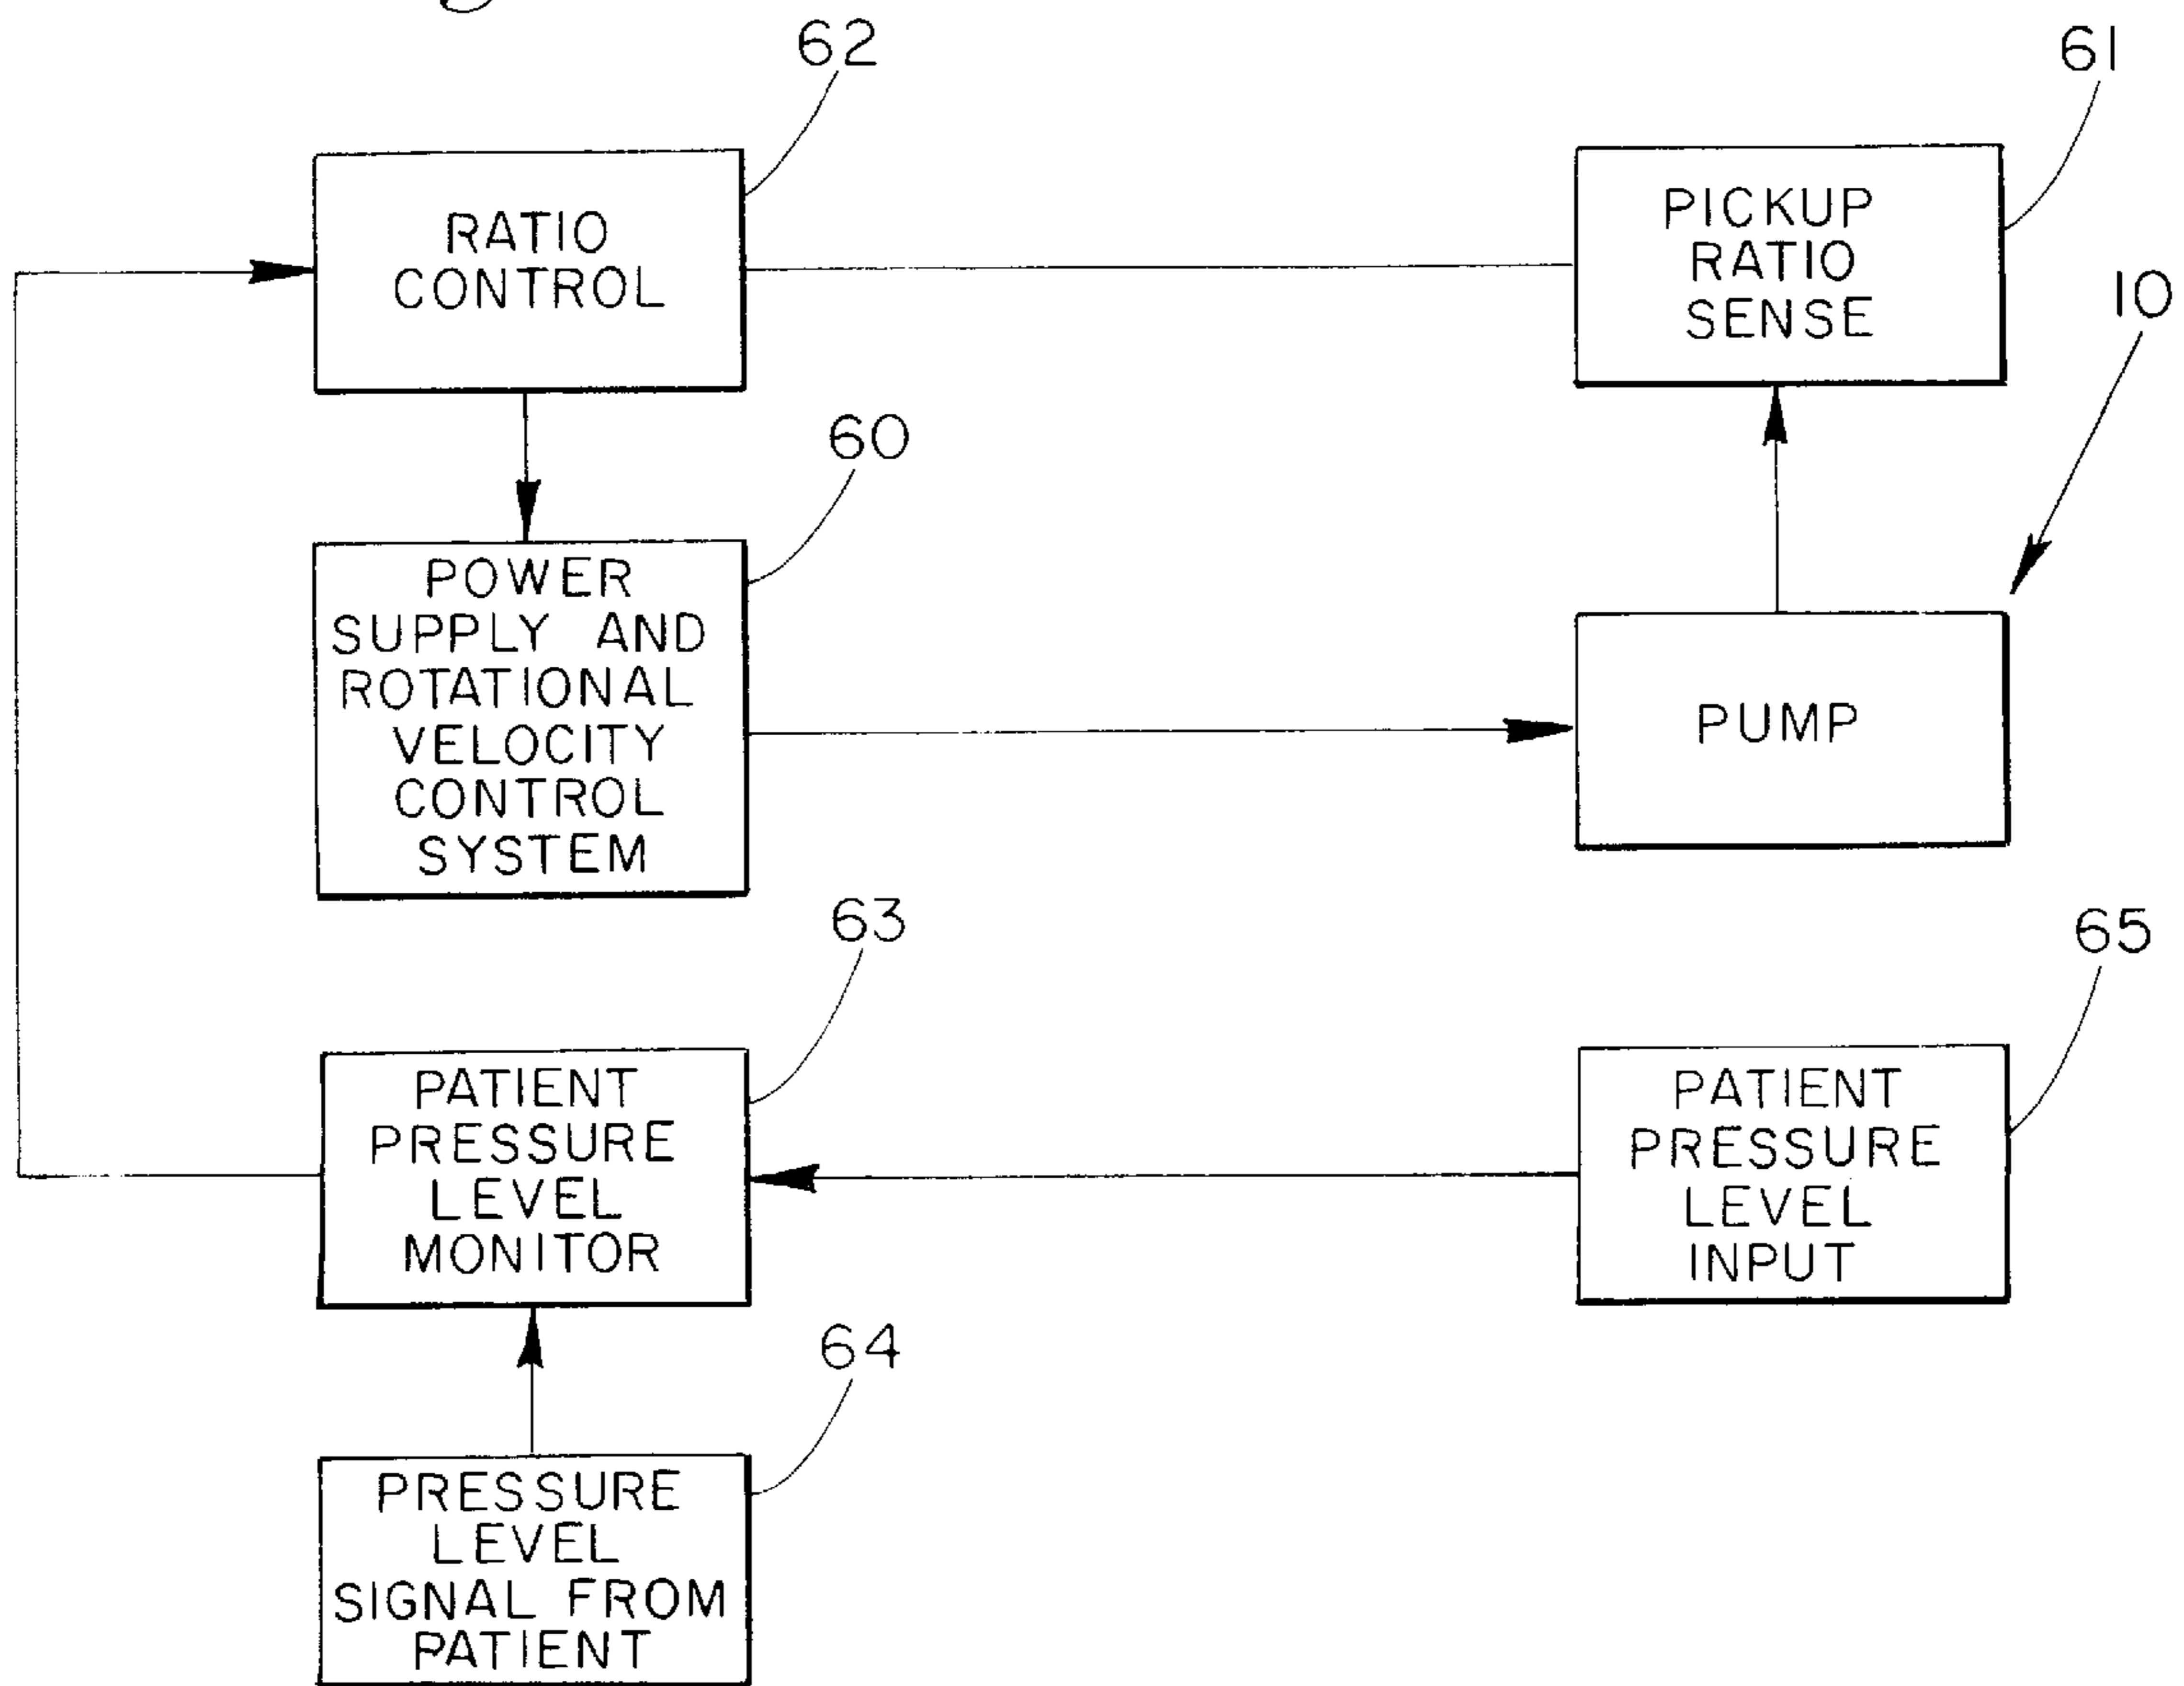 62
61
RATIO
CONTROL
PICKUP
RATIO
SENSE
10
60
POWER
SUPPLY AND
ROTATIONAL
VELOCITY
CONTROL
SYSTEM
PUMP
63
65
PATIENT
PRESSURE
LEVEL
MONITOR
PATIENT
PRESSURE
LEVEL
INPUT
64
PRESSURE
LEVEL
SIGNAL FROM
PATIENT